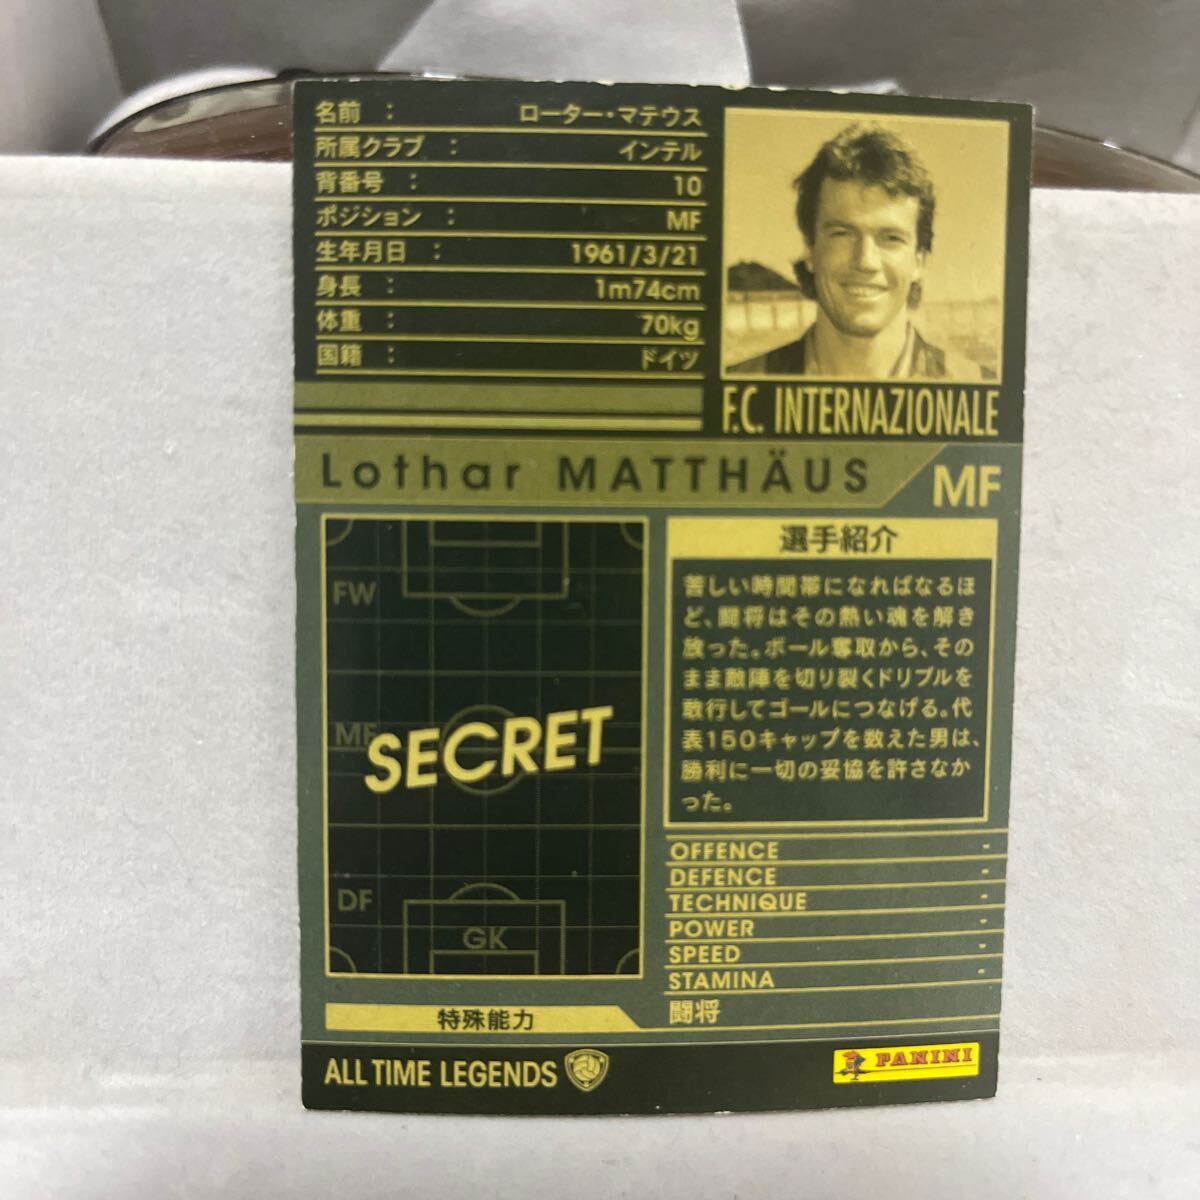 名前 : ローター・マテウス
所属クラブ : インテル
背番号 : 10
ポジション : MF
生年月日 : 1961/3/21
身長 : 1m74cm
体重 : 70kg
国籍 : ドイツ
F.C. INTERNAZIONALE
Lothar MATTHÄUS
MF
FW
MF
SECRET
DF
GK
選手紹介
苦しい時間帯になればなるほ
ど、闘将はその熱い魂を解き
放った。ボール奪取から、その
まま敵陣を切り裂くドリブルを
敢行してゴールにつなげる。代
表150キャップを数えた男は、
勝利に一切の妥協を許さなか
った。
OFFENCE -
DEFENCE -
TECHNIQUE -
POWER -
SPEED -
STAMINA -
特殊能力
闘将
ALL TIME LEGENDS
PANINI